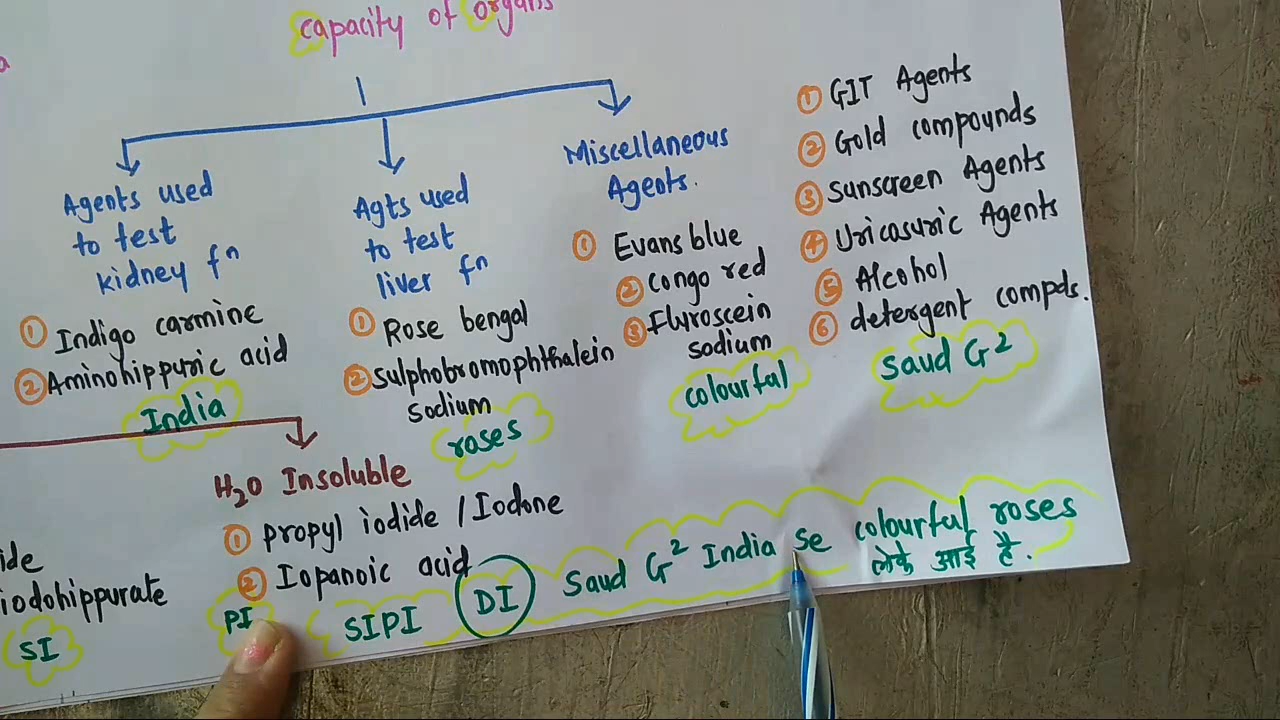 capacity of organs
Agents used
to test
kidney fn
① Indigo carmine
② Aminohippuric acid
India
Agts used
to test
liver fn
① Rose bengal
② sulphobromophthalein
sodium
roses
Miscellaneous
Agents.
① Evans blue
② congo red
③ Flyroscein
sodium
colourfal
① GIT Agents
② Gold compounds
③ sunscreen Agents
④ Uricosuric Agents
⑤ Alcohol
⑥ detergent compds.
Saud G²
H₂O Insoluble
① propyl iodide / Iodone
② Iopanoic acid
PI
ide
iodohippurate
SI
SIPI DI Saud G² India Se colourfal roses
लेके आई है.